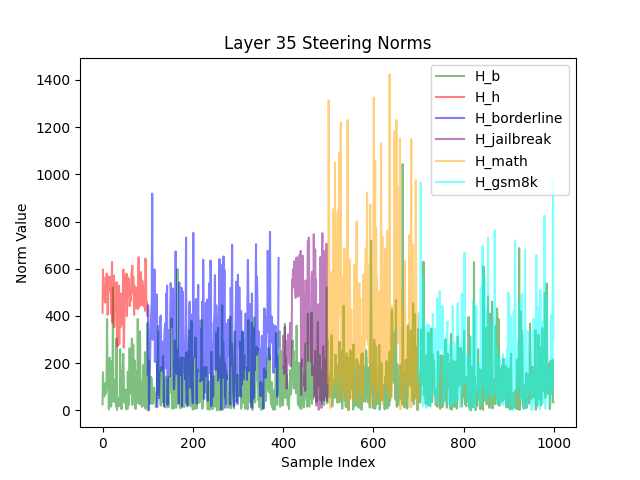 Layer 35 Steering Norms
Norm Value
1400
1200
1000
800
600
400
200
0
H_b
H_h
H_borderline
H_jailbreak
H_math
H_gsm8k
0
200
400
600
800
1000
Sample Index